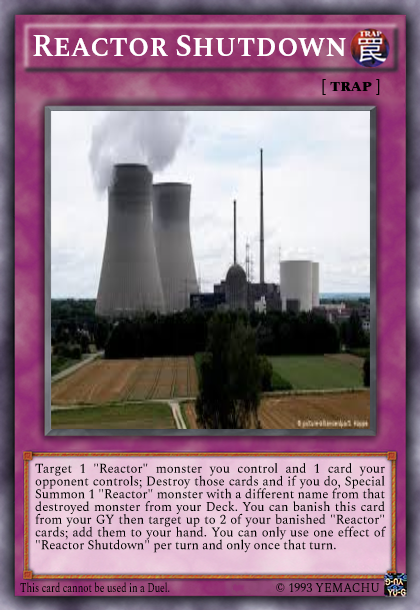 REACTOR SHUTDOWN
TRAP
罠
[ TRAP ]
Target 1 "Reactor" monster you control and 1 card your
opponent controls; Destroy those cards and if you do, Special
Summon 1 "Reactor" monster with a different name from that
destroyed monster from your Deck. You can banish this card
from your GY then target up to 2 of your banished "Reactor"
cards; add them to your hand. You can only use one effect of
"Reactor Shutdown" per turn and only once that turn.
This card cannot be used in a Duel.
© 1993 YEMACHU
YU-G